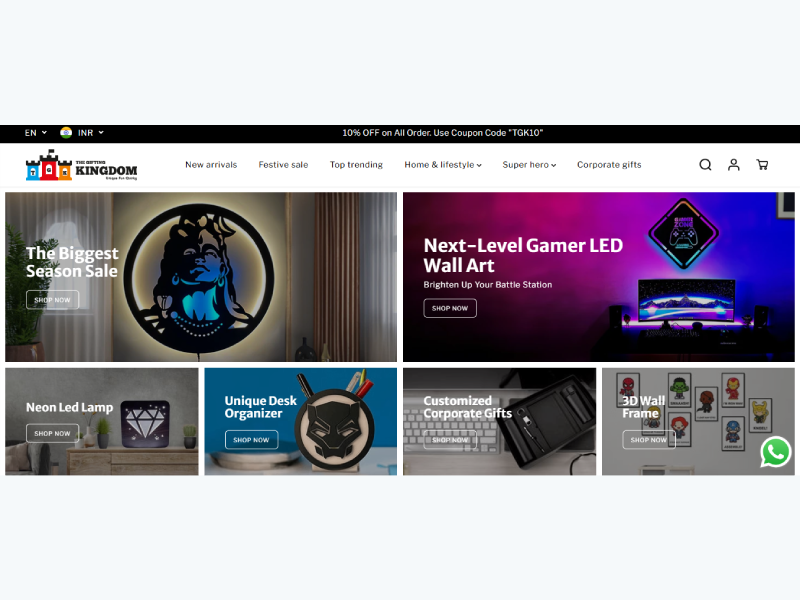 EN
INR
10% OFF on All Order. Use Coupon Code "TGK10"
THE GIFTING
KINGDOM
New arrivals
Festive sale
Top trending
Home & lifestyle
Super hero
Corporate gifts
The Biggest
Season Sale
SHOP NOW
Next-Level Gamer LED
Wall Art
Brighten Up Your Battle Station
SHOP NOW
GAME
ZONE
Neon Led Lamp
SHOP NOW
Unique Desk
Organizer
SHOP NOW
Customized
Corporate Gifts
SHOP NOW
3D Wall
Frame
SHOP NOW